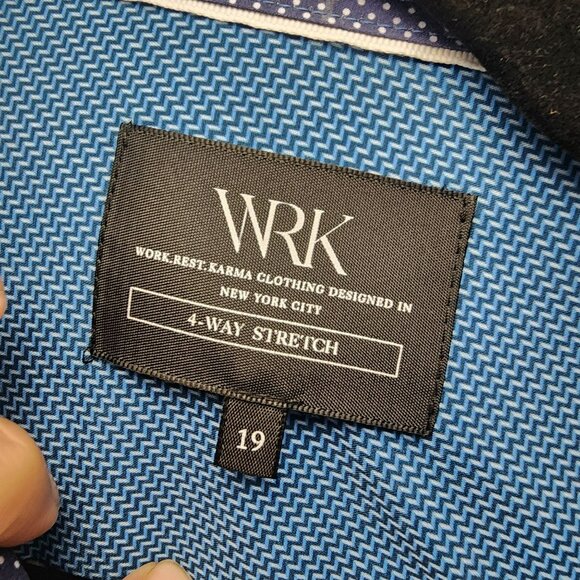 WRK
WORK.REST.KARMA CLOTHING DESIGNED IN
NEW YORK CITY
4-WAY STRETCH
19